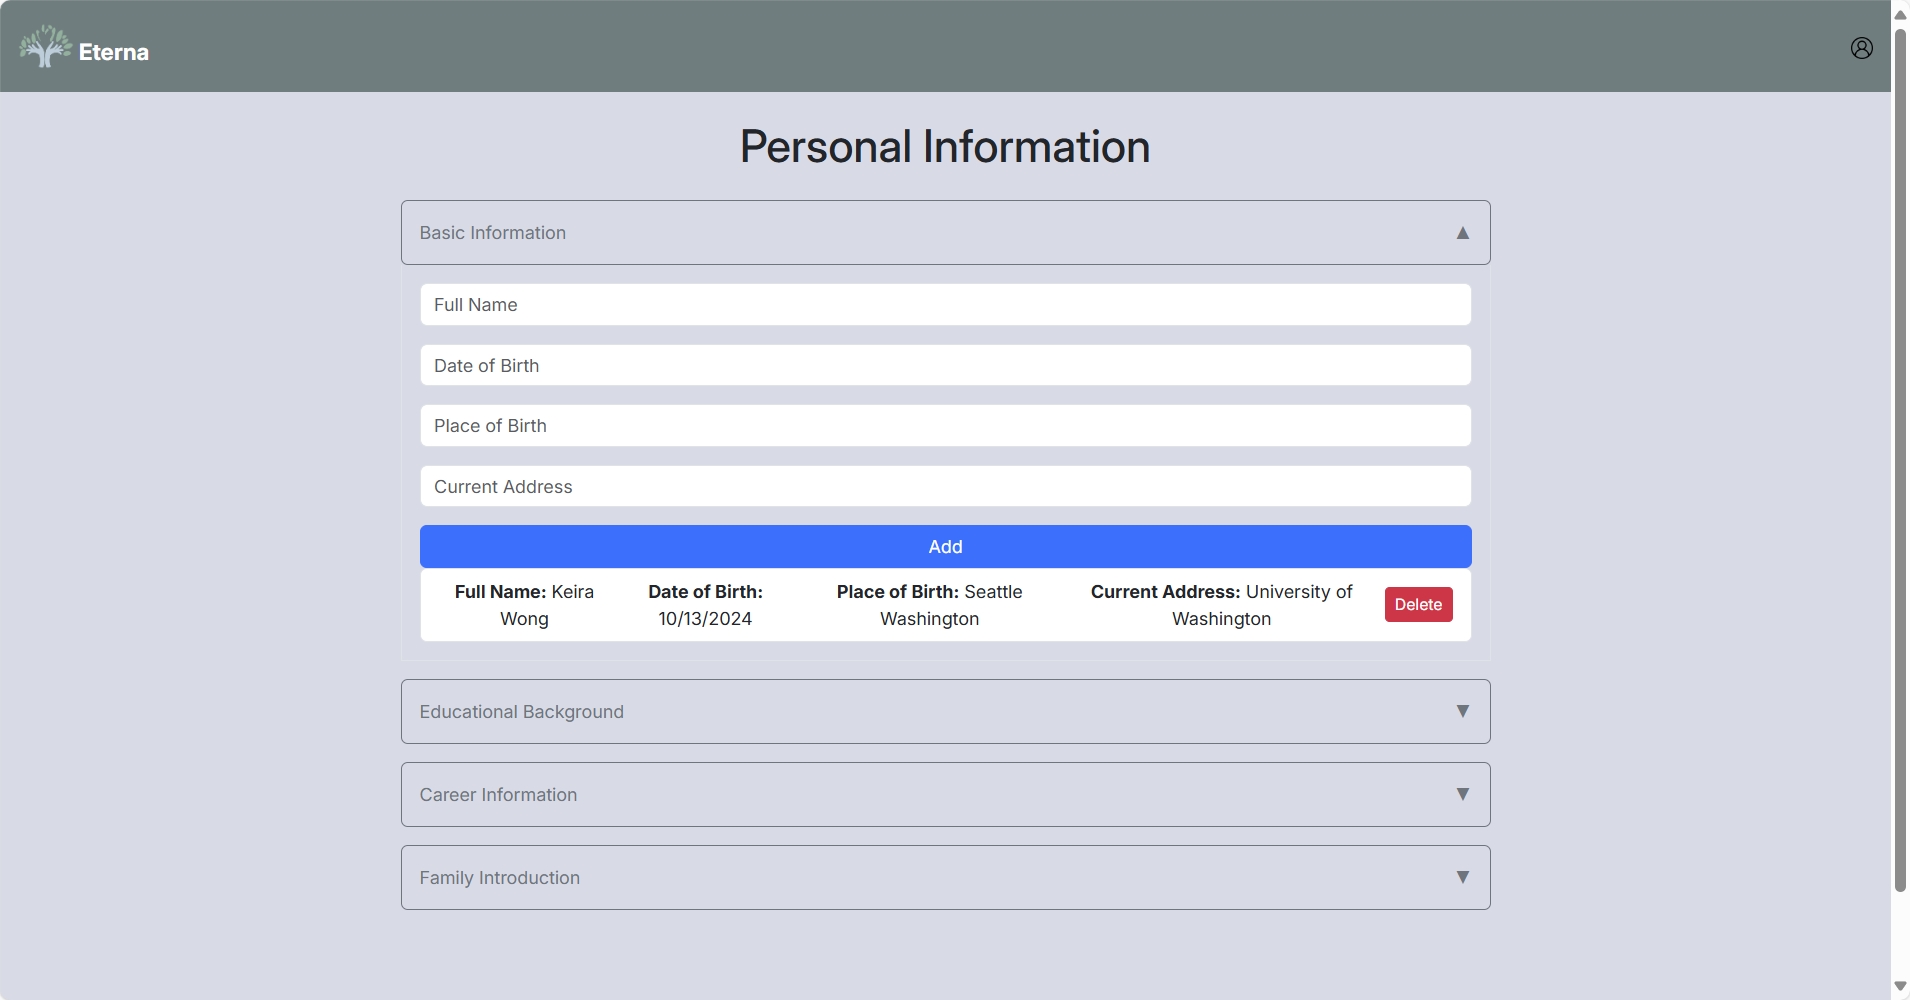 Eterna
Personal Information
Basic Information
Full Name
Date of Birth
Place of Birth
Current Address
Add
Full Name: Keira Wong
Date of Birth: 10/13/2024
Place of Birth: Seattle Washington
Current Address: University of Washington
Delete
Educational Background
Career Information
Family Introduction